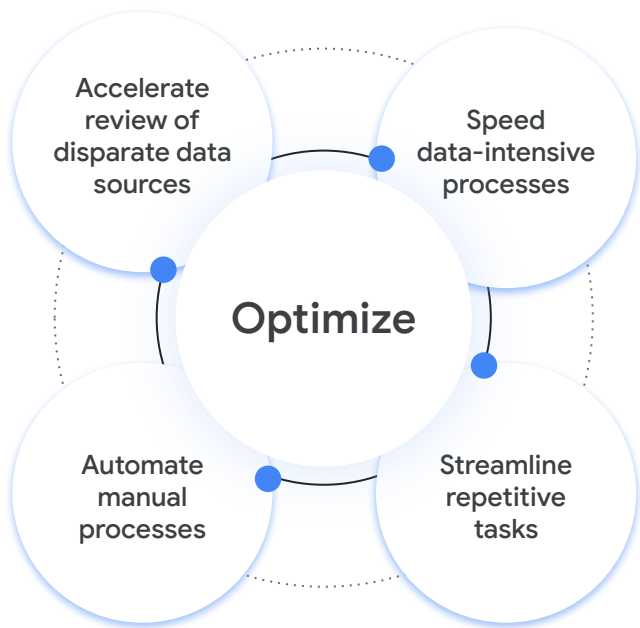 Accelerate
review of
disparate data
sources
Speed
data-intensive
processes
Optimize
Automate
manual
processes
Streamline
repetitive
tasks